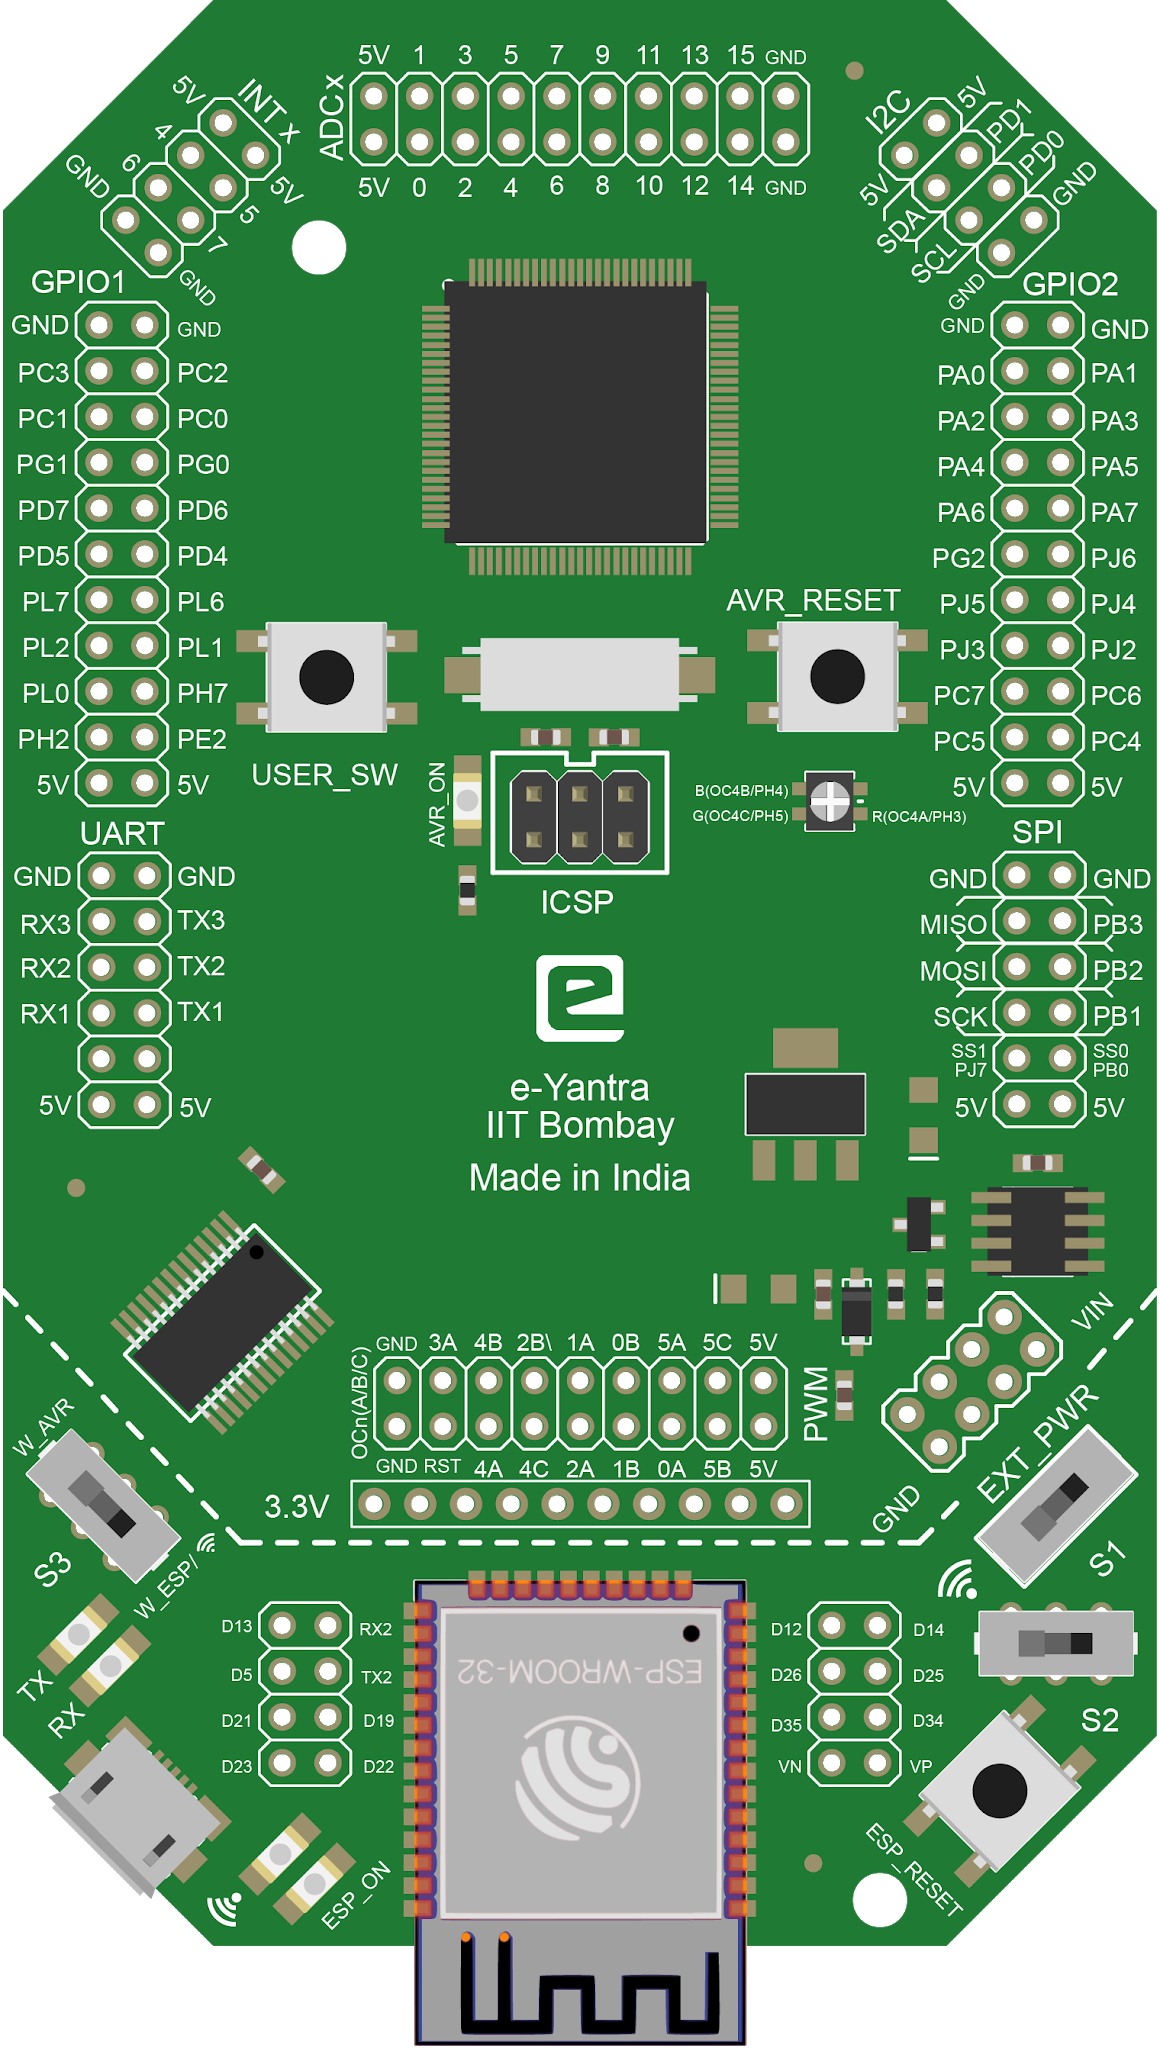 5V 1 3 5 7 9 11 13 15 GND
ADCx
5V 0 2 4 6 8 10 12 14 GND
INT x
5V
4
6
GND
5V
5
7
GND
I2C
5V
PD1
PD0
GND
5V
SDA
SCL
GND
GPIO1
GND GND
PC3 PC2
PC1 PC0
PG1 PG0
PD7 PD6
PD5 PD4
PL7 PL6
PL2 PL1
PL0 PH7
PH2 PE2
5V 5V
GPIO2
GND GND
PA0 PA1
PA2 PA3
PA4 PA5
PA6 PA7
PG2 PJ6
PJ5 PJ4
PJ3 PJ2
PC7 PC6
PC5 PC4
5V 5V
AVR_RESET
USER_SW
AVR_ON
ICSP
B(OC4B/PH4)
G(OC4C/PH5)
R(OC4A/PH3)
UART
GND GND
RX3 TX3
RX2 TX2
RX1 TX1
5V 5V
SPI
GND GND
MISO PB3
MOSI PB2
SCK PB1
SS1 SS0
PJ7 PB0
5V 5V
e
e-Yantra
IIT Bombay
Made in India
GND 3A 4B 2B\ 1A 0B 5A 5C 5V
OCn(A/B/C)
PWM
GND RST 4A 4C 2A 1B 0A 5B 5V
3.3V
VIN
GND
EXT_PWR
S1
S2
W_AVR
S3
W_ESP/
TX
RX
D13 RX2
D5 TX2
D21 D19
D23 D22
ESP-WROOM-32
D12 D14
D26 D25
D35 D34
VN VP
ESP_ON
ESP_RESET